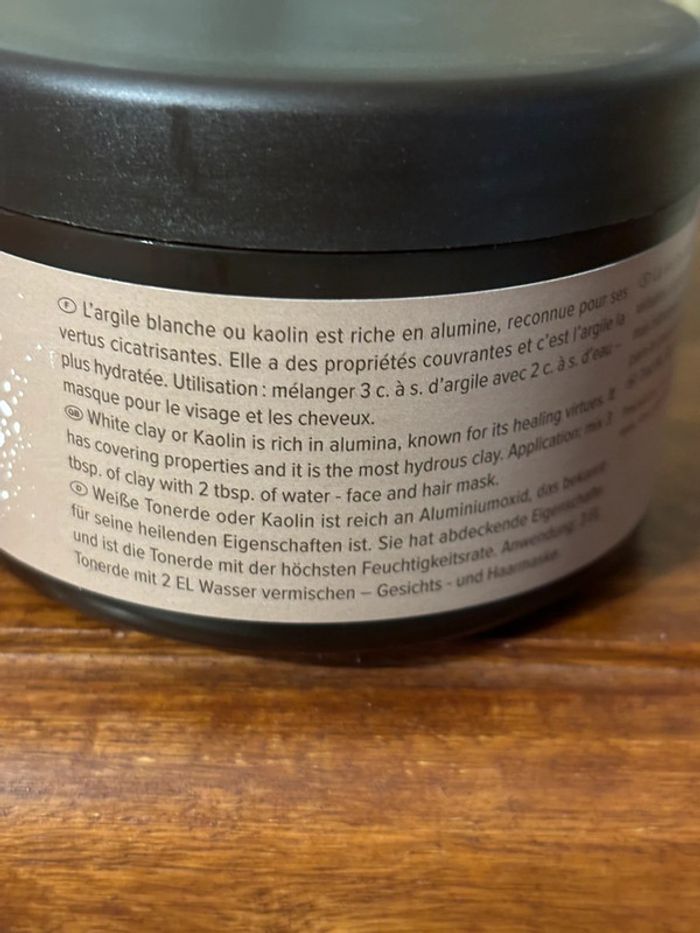 F L'argile blanche ou kaolin est riche en alumine, reconnue pour ses
vertus cicatrisantes. Elle a des propriétés couvrantes et c'est l'argile la
plus hydratée. Utilisation : mélanger 3 c. à s. d'argile avec 2 c. à s. d'eau –
masque pour le visage et les cheveux.
GB White clay or Kaolin is rich in alumina, known for its healing virtues. It
has covering properties and it is the most hydrous clay. Application: mix 3
tbsp. of clay with 2 tbsp. of water - face and hair mask.
D Weiße Tonerde oder Kaolin ist reich an Aluminiumoxid, das bekannt
für seine heilenden Eigenschaften ist. Sie hat abdeckende Eigenschafte
und ist die Tonerde mit der höchsten Feuchtigkeitsrate. Anwendung: 3 EL
Tonerde mit 2 EL Wasser vermischen – Gesichts - und Haarmaske.